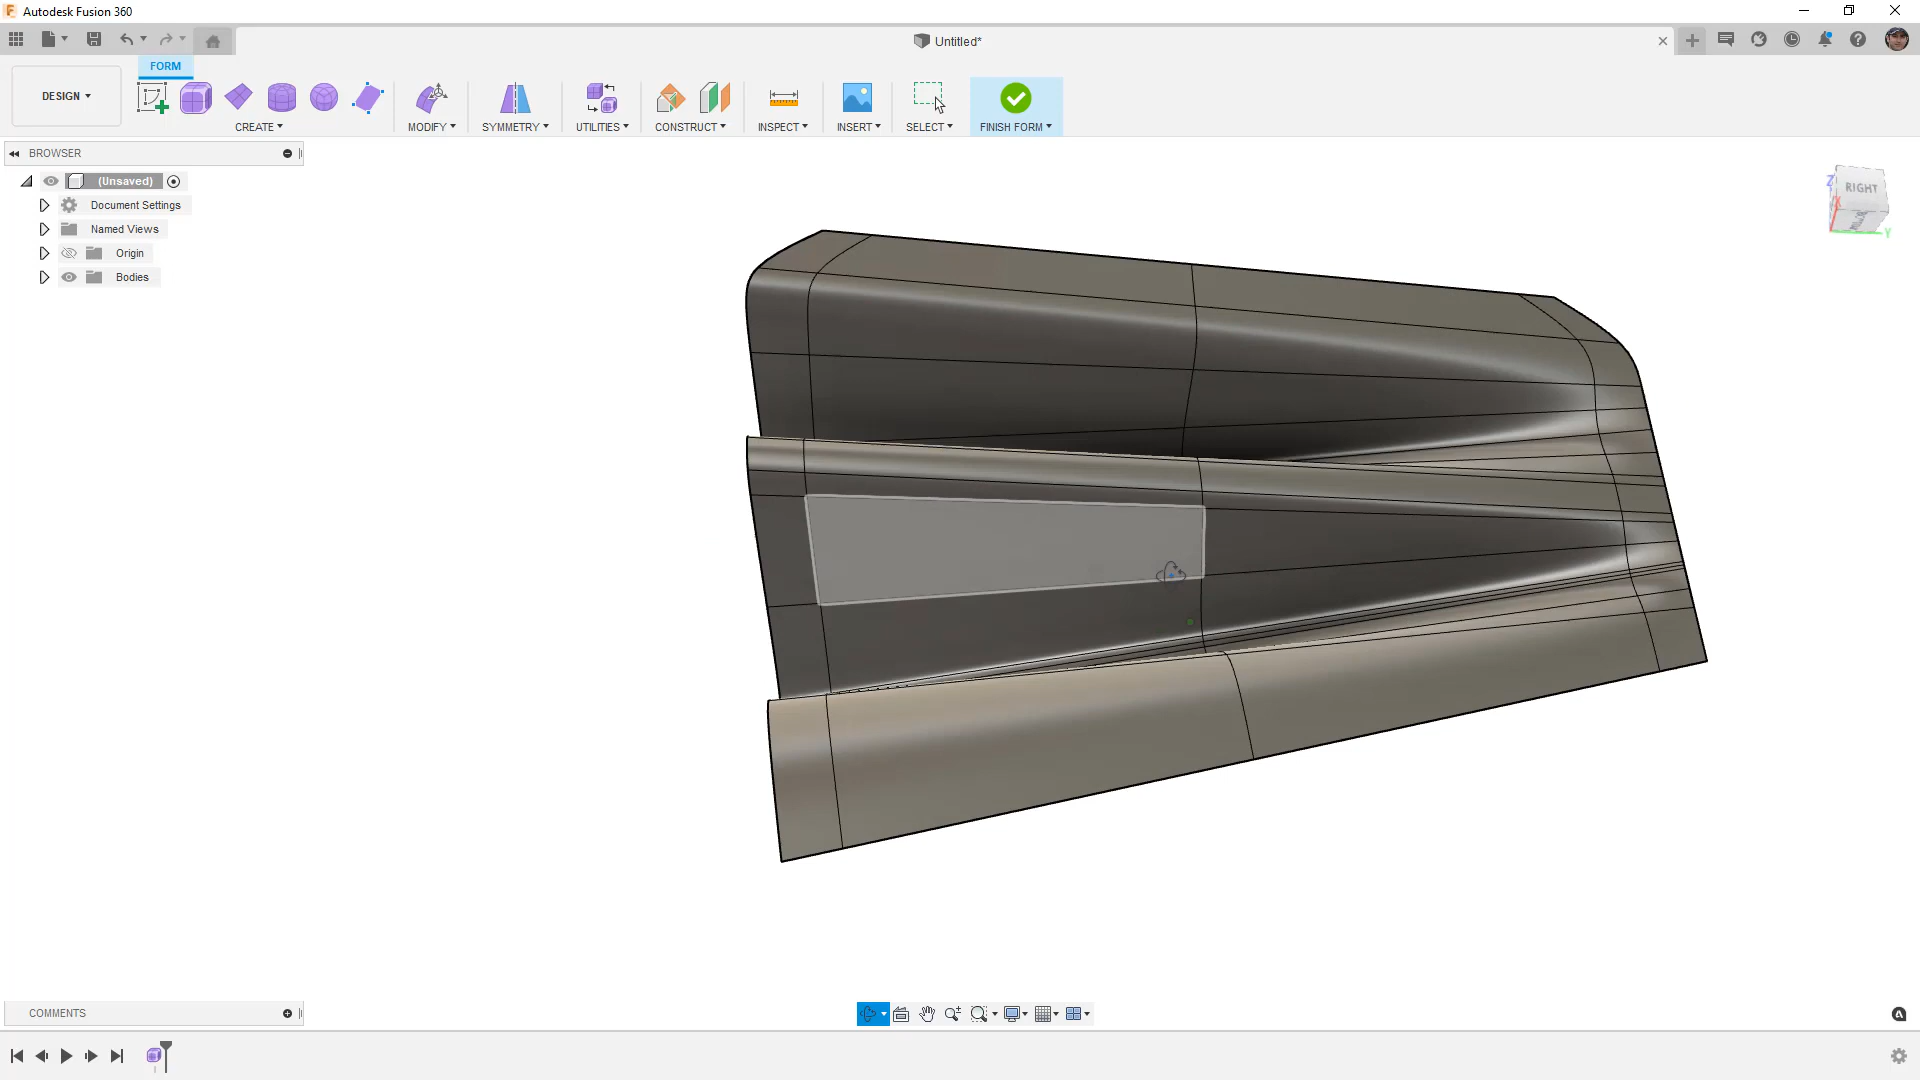 Autodesk Fusion 360
Untitled*
FORM
DESIGN
CREATE
MODIFY
SYMMETRY
UTILITIES
CONSTRUCT
INSPECT
INSERT
SELECT
FINISH FORM
BROWSER
(Unsaved)
Document Settings
Named Views
Origin
Bodies
Z
RIGHT
X
Y
COMMENTS